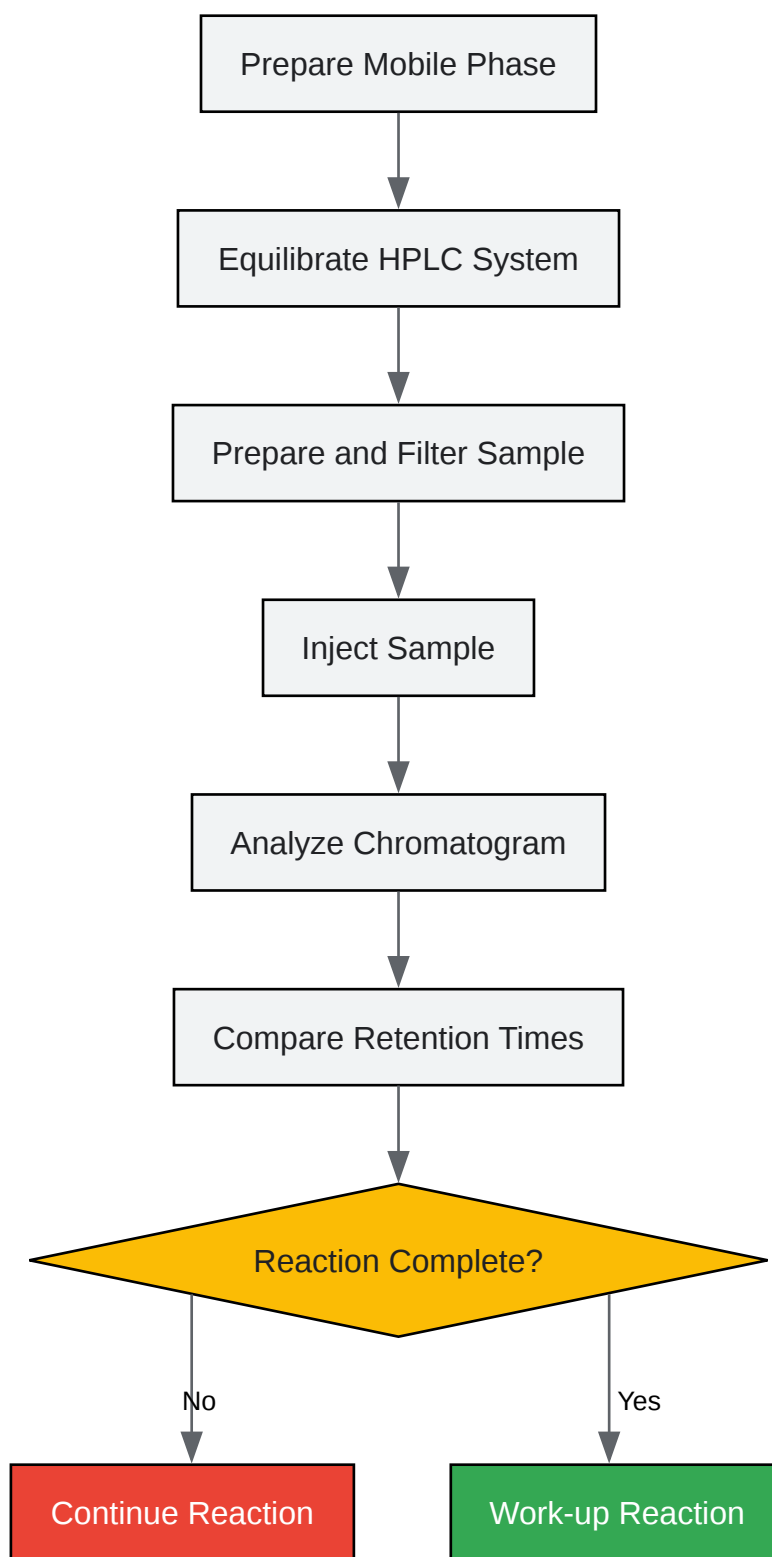 Prepare Mobile Phase
Equilibrate HPLC System
Prepare and Filter Sample
Inject Sample
Analyze Chromatogram
Compare Retention Times
Reaction Complete?
No
Yes
Continue Reaction
Work-up Reaction